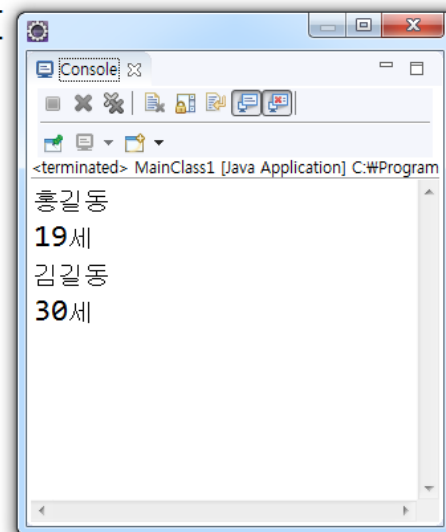 Console
<terminated> MainClass1 [Java Application] C:₩Program
홍길동
19세
김길동
30세